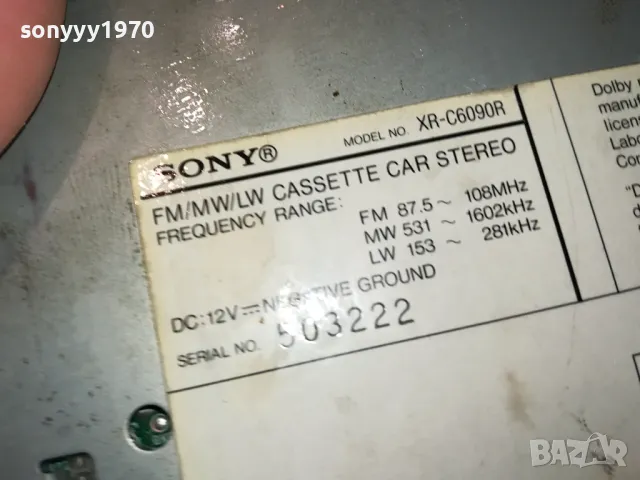 sonyyy1970
SONY®
MODEL NO. XR-C6090R
FM/MW/LW CASSETTE CAR STEREO
FREQUENCY RANGE:
FM 87.5 ~ 108MHz
MW 531 ~ 1602kHz
LW 153 ~ 281kHz
DC:12V⎓NEGATIVE GROUND
SERIAL NO. 503222
Dolby
manuf
licens
Labo
Co
"D
BAZAR